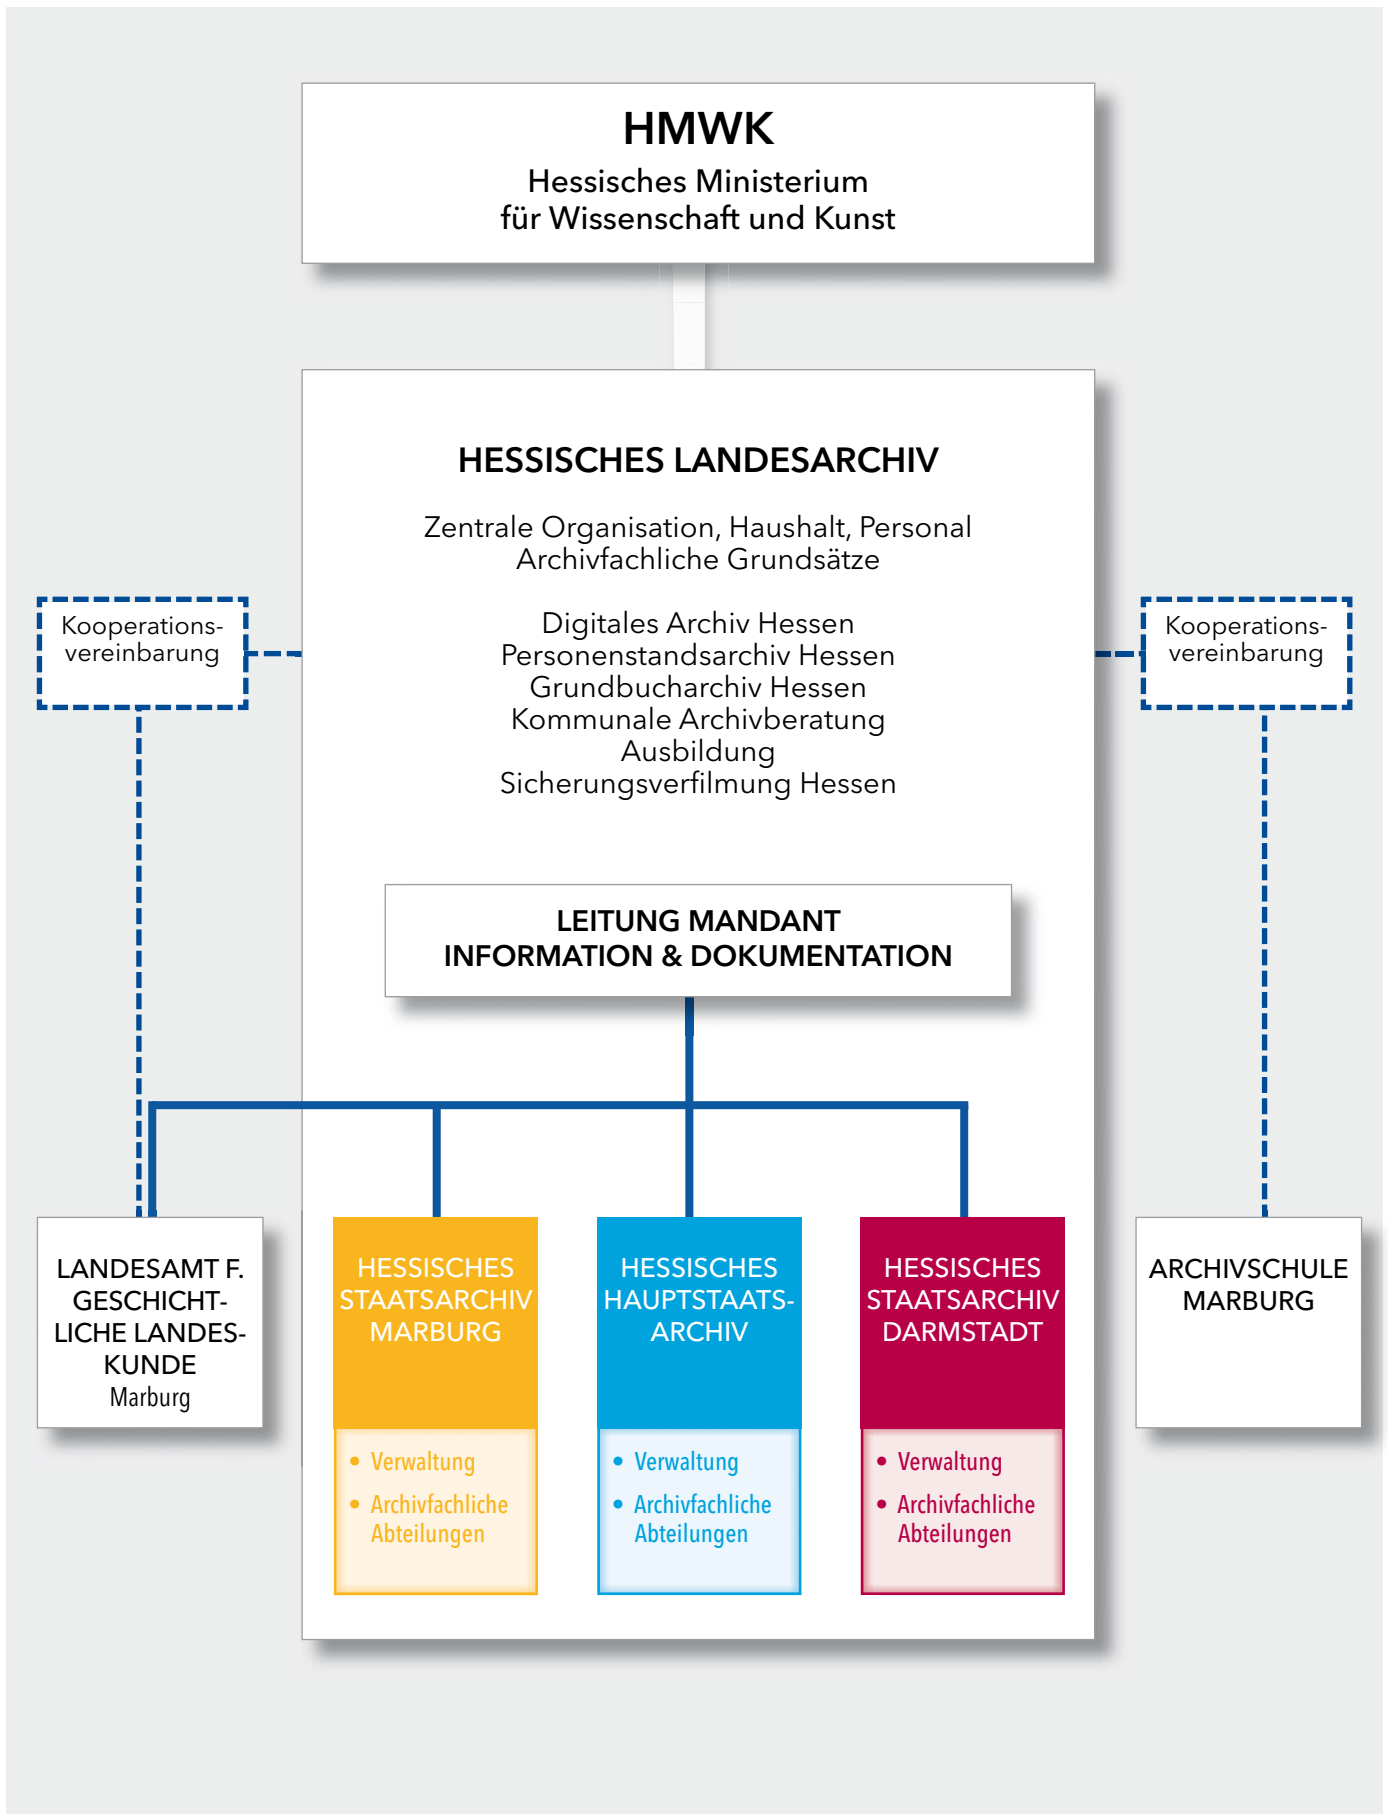 HMWK
Hessisches Ministerium
für Wissenschaft und Kunst
HESSISCHES LANDESARCHIV
Zentrale Organisation, Haushalt, Personal
Archivfachliche Grundsätze
Digitales Archiv Hessen
Personenstandsarchiv Hessen
Grundbucharchiv Hessen
Kommunale Archivberatung
Ausbildung
Sicherungsverfilmung Hessen
Kooperations-
vereinbarung
Kooperations-
vereinbarung
LEITUNG MANDANT
INFORMATION & DOKUMENTATION
LANDESAMT F.
GESCHICHT-
LICHE LANDES-
KUNDE
Marburg
HESSISCHES
STAATSARCHIV
MARBURG
• Verwaltung
• Archivfachliche
Abteilungen
HESSISCHES
HAUPTSTAATS-
ARCHIV
• Verwaltung
• Archivfachliche
Abteilungen
HESSISCHES
STAATSARCHIV
DARMSTADT
• Verwaltung
• Archivfachliche
Abteilungen
ARCHIVSCHULE
MARBURG